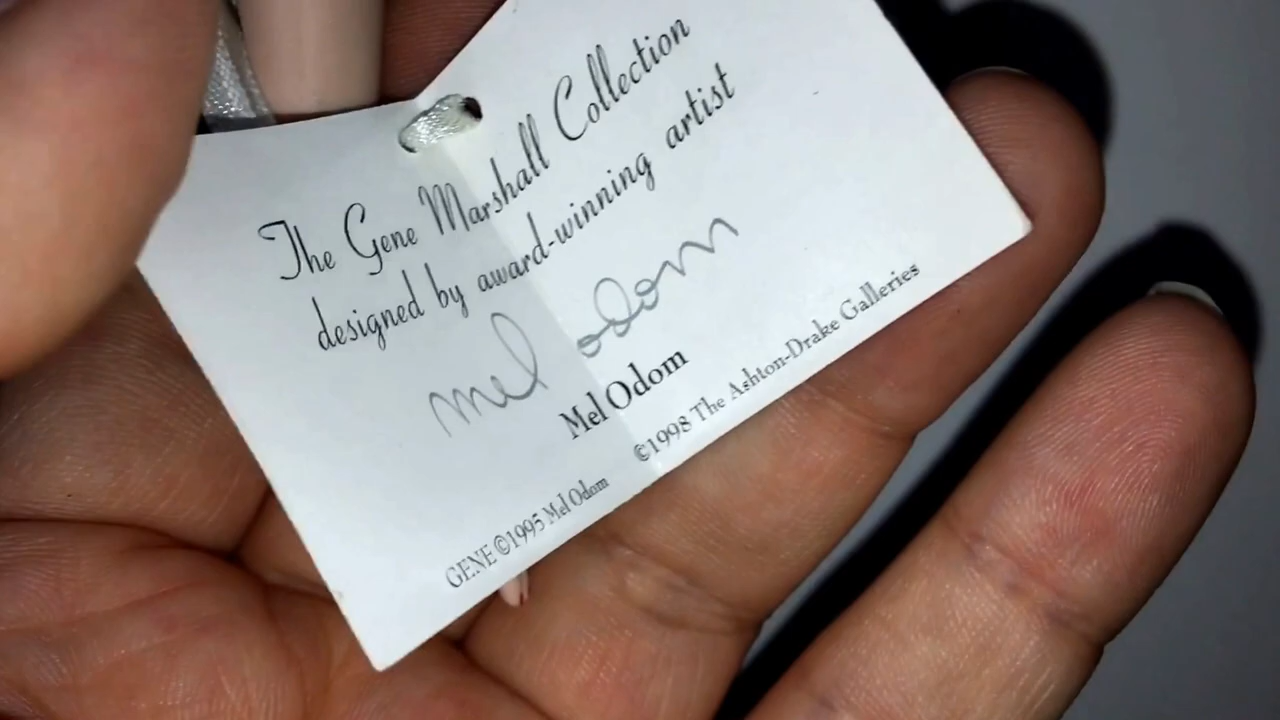 The Gene Marshall Collection
designed by award-winning artist
mel odom
Mel Odom
GENE ©1995 Mel Odom
©1998 The Ashton-Drake Galleries